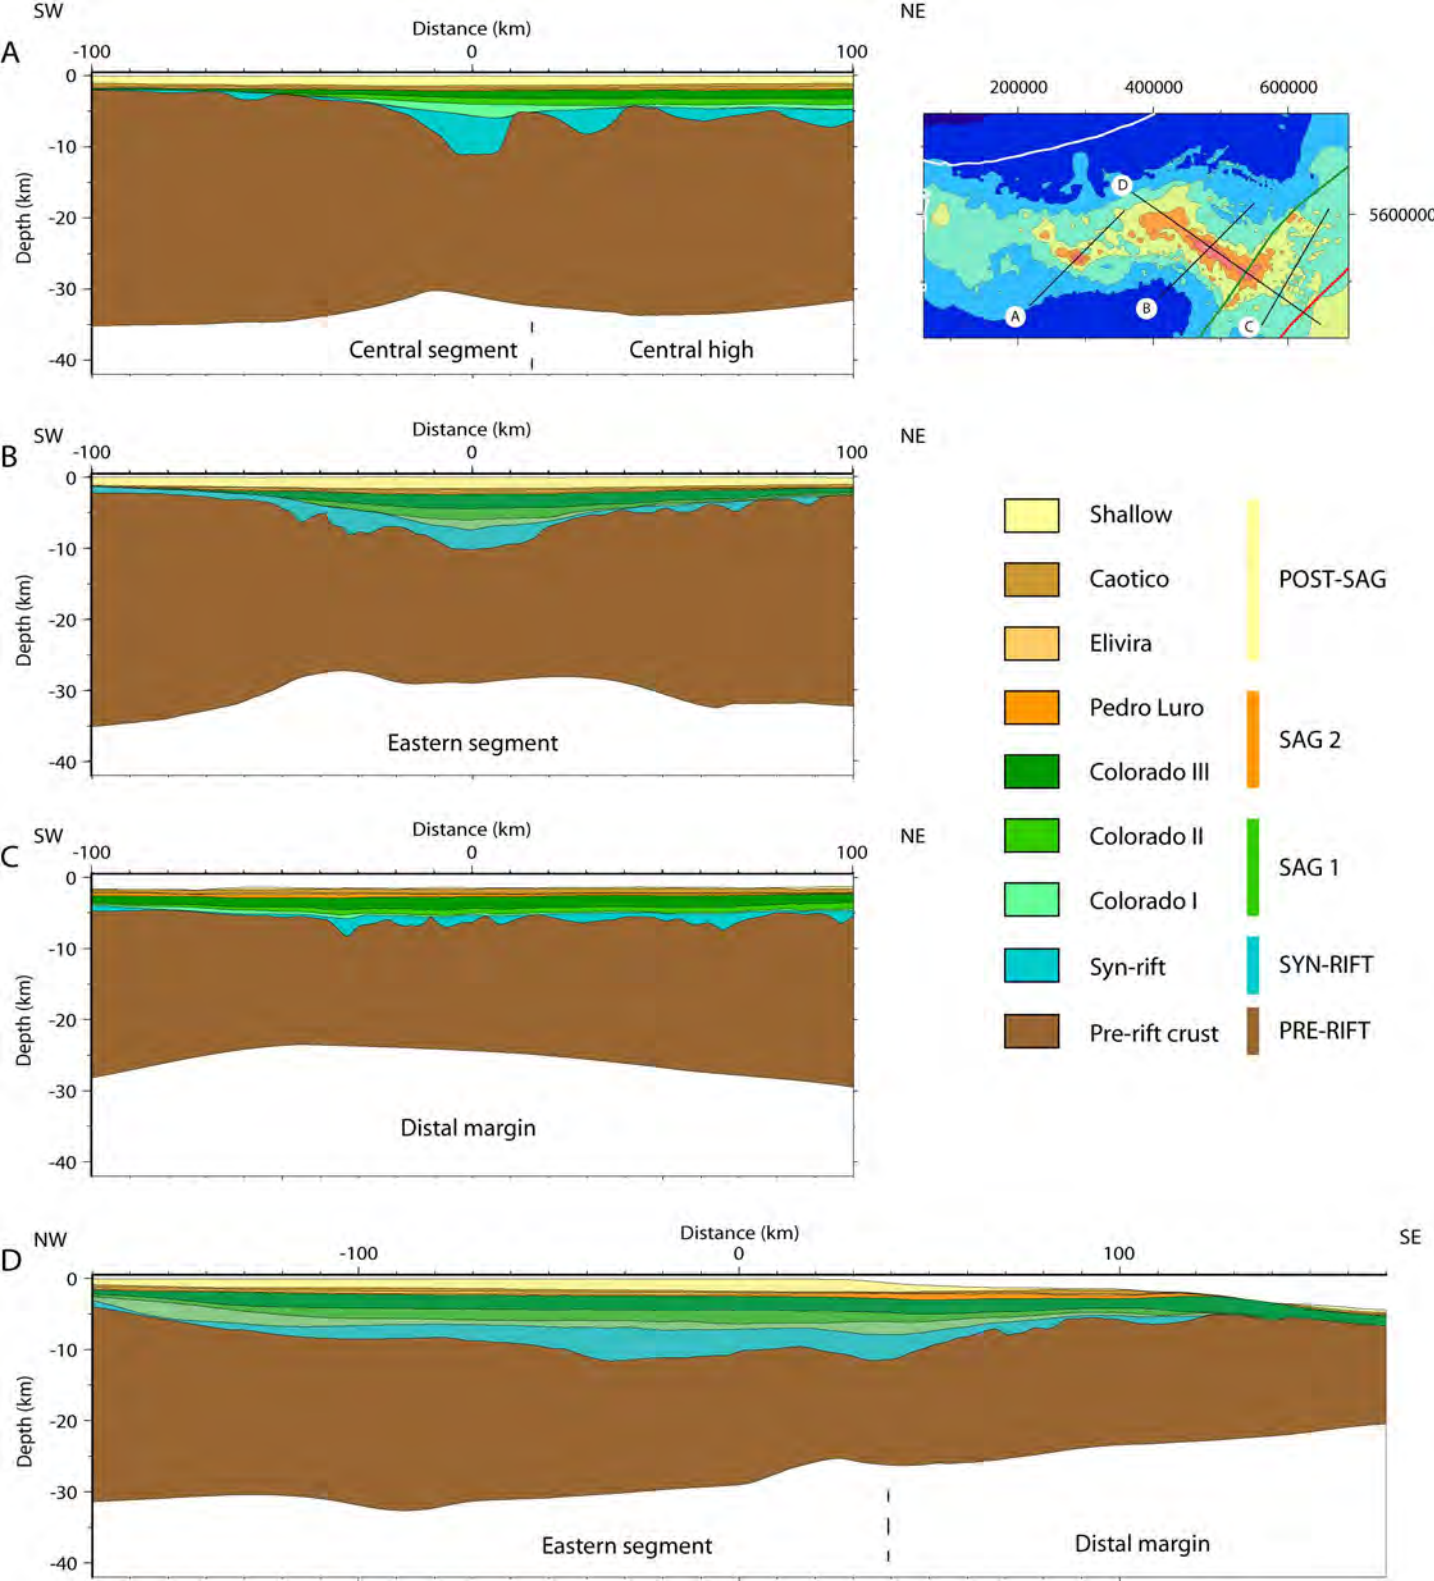 SW
NE
Distance (km)
A
-100 0 100
0
-10
-20
-30
-40
Depth (km)
Central segment
Central high
2000000 400000 600000
5600000
D
A
B
C
SW
NE
Distance (km)
B
-100 0 100
0
-10
-20
-30
-40
Depth (km)
Eastern segment
Shallow
Caotico
Elivira
Pedro Luro
Colorado III
Colorado II
Colorado I
Syn-rift
Pre-rift crust
POST-SAG
SAG 2
SAG 1
SYN-RIFT
PRE-RIFT
SW
NE
Distance (km)
C
-100 0 100
0
-10
-20
-30
-40
Depth (km)
Distal margin
NW
SE
Distance (km)
D
-100 0 100
0
-10
-20
-30
-40
Depth (km)
Eastern segment
Distal margin